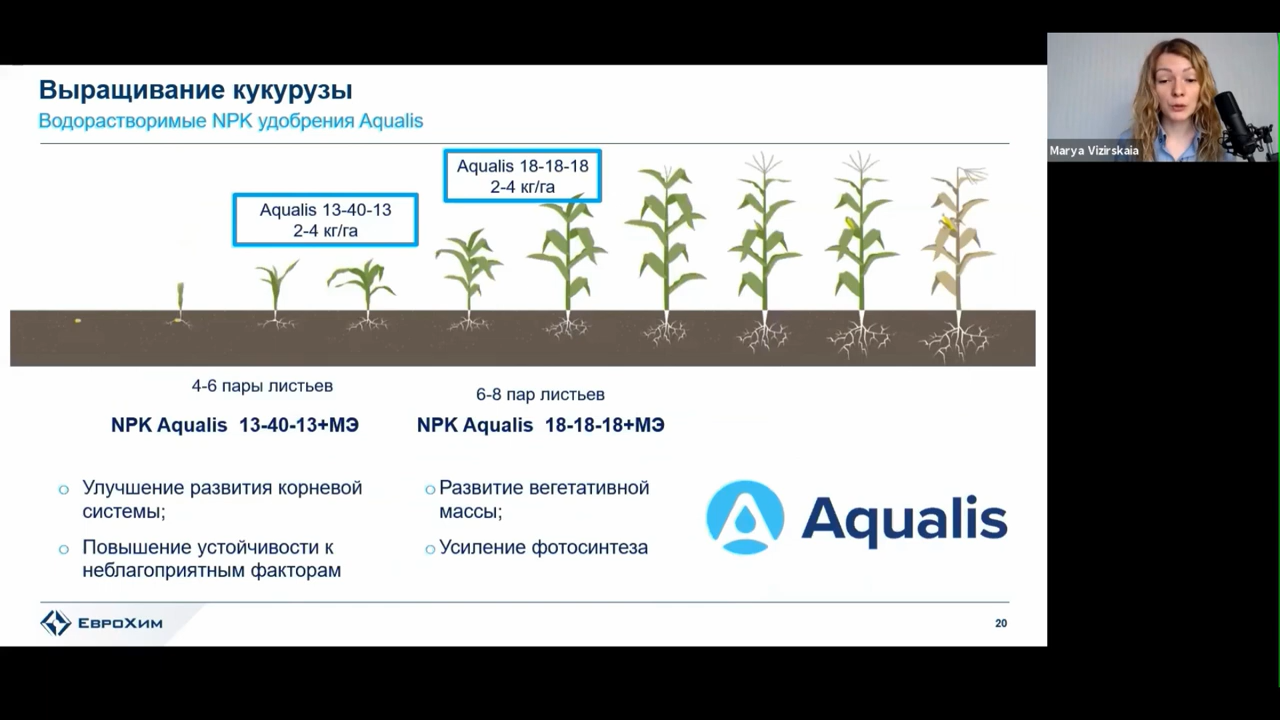 Выращивание кукурузы
Водорастворимые NPK удобрения Aqualis
Marya Vizirskaia
Aqualis 18-18-18
2-4 кг/га
Aqualis 13-40-13
2-4 кг/га
4-6 пары листьев
6-8 пар листьев
NPK Aqualis 13-40-13+МЭ
NPK Aqualis 18-18-18+МЭ
Улучшение развития корневой
системы;
Повышение устойчивости к
неблагоприятным факторам
Развитие вегетативной
массы;
Усиление фотосинтеза
Aqualis
ЕВРОХИМ
20